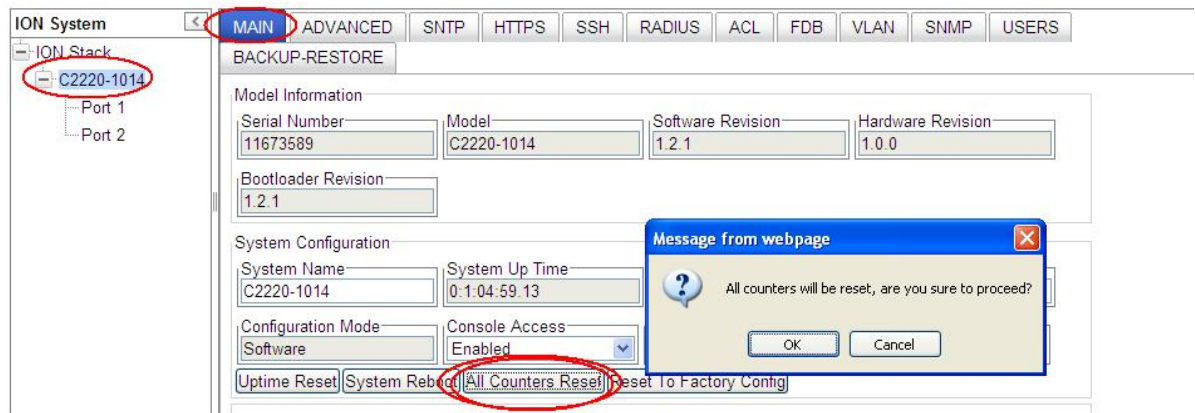 ION System
ION Stack
C2220-1014
Port 1
Port 2
MAIN ADVANCED SNTP HTTPS SSH RADIUS ACL FDB VLAN SNMP USERS
BACKUP-RESTORE
Model Information
Serial Number Model Software Revision Hardware Revision
11673589 C2220-1014 1.2.1 1.0.0
Bootloader Revision
1.2.1
System Configuration
System Name System Up Time
C2220-1014 0:1:04:59.13
Configuration Mode Console Access
Software Enabled
Uptime Reset System Reboot All Counters Reset Reset To Factory Config
Message from webpage
All counters will be reset, are you sure to proceed?
OK Cancel